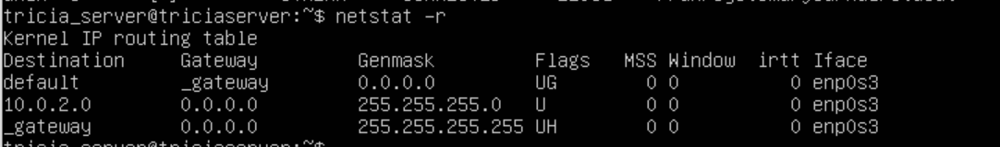 tricia_server@triciaserver:~$ netstat -r
Kernel IP routing table
Destination     Gateway         Genmask         Flags   MSS Window  irtt Iface
default         _gateway        0.0.0.0         UG        0 0          0 enp0s3
10.0.2.0        0.0.0.0         255.255.255.0   U         0 0          0 enp0s3
_gateway        0.0.0.0         255.255.255.255 UH        0 0          0 enp0s3
tricia_server@triciaserver:~$